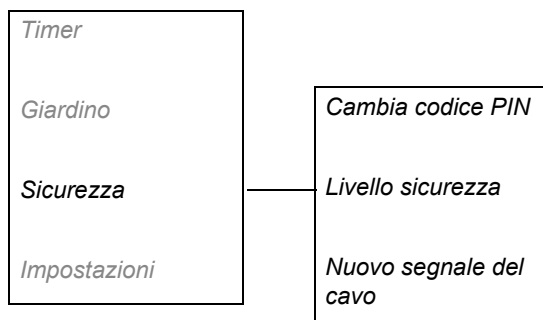 Timer
Giardino
Sicurezza
Impostazioni
Cambia codice PIN
Livello sicurezza
Nuovo segnale del
cavo